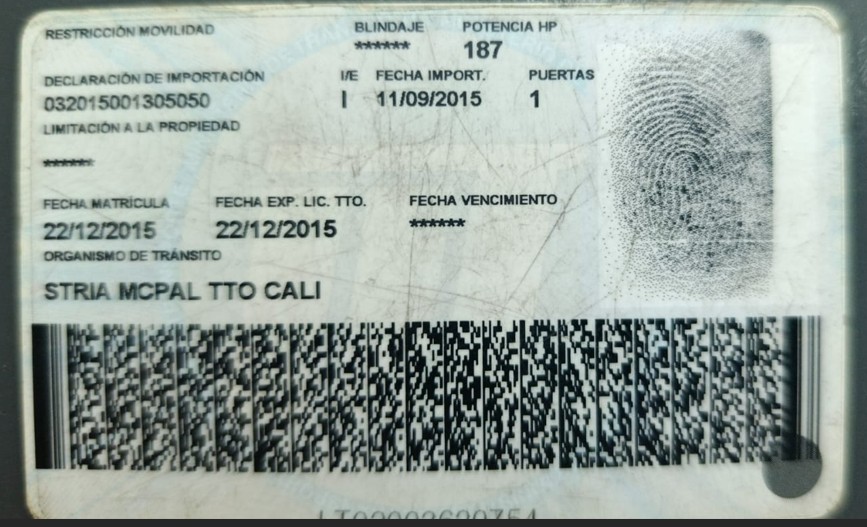 RESTRICCIÓN MOVILIDAD BLINDAJE POTENCIA HP
****** 187
DECLARACIÓN DE IMPORTACIÓN I/E FECHA IMPORT. PUERTAS
032015001305050 I 11/09/2015 1
LIMITACIÓN A LA PROPIEDAD
******
FECHA MATRÍCULA FECHA EXP. LIC. TTO. FECHA VENCIMIENTO
22/12/2015 22/12/2015 ******
ORGANISMO DE TRÁNSITO
STRIA MCPAL TTO CALI